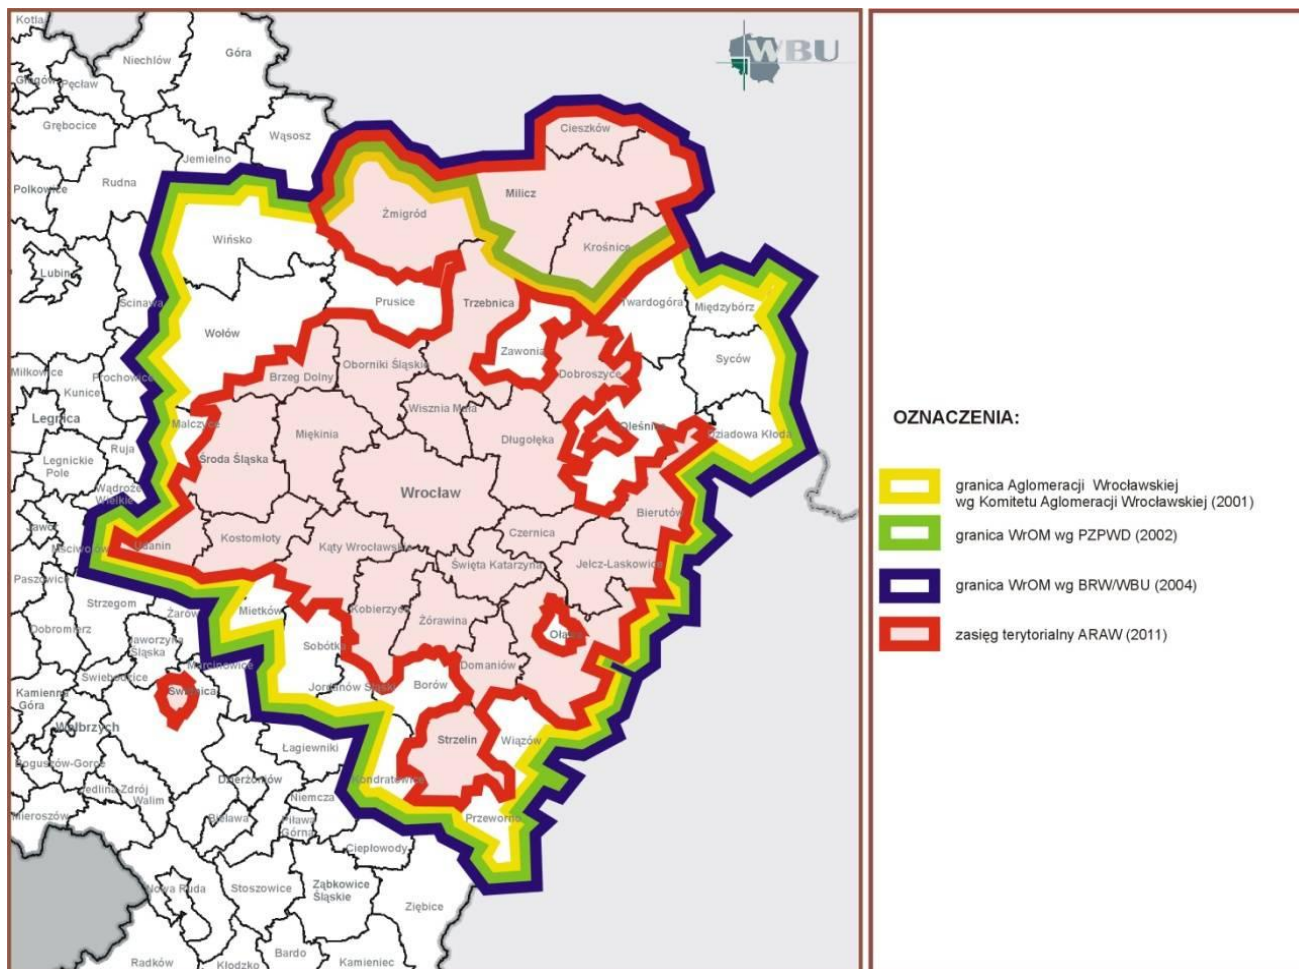 Kotla
Niechlów
Góra
WBU
Głogów
Pęcław
Grębocice
Wąsosz
Cieszków
Jemielno
Rudna
Polkowice
Milicz
Żmigród
Wińsko
Krośnice
Lubin
Ścinawa
Prusice
Trzebnica
Twardogóra
Międzybórz
Wołów
Zawonia
Syców
Oborniki Śląskie
Miłkowice
Prochowice
Brzeg Dolny
Dobroszyce
Kunice
Wisznia Mała
Legnica
Malczyce
Miękinia
Długołęka
Oleśnica
Dziadowa Kłoda
Ruja
Legnickie
Pole
Środa Śląska
Wrocław
Wądroże
Wielkie
Bierutów
Jawor
Mściwojów
Udanin
Kostomłoty
Kąty Wrocławskie
Czernica
Święta Katarzyna
Jelcz-Laskowice
Paszowice
Strzegom
Żarów
Mietków
Kobierzyce
Żórawina
Dobromierz
Jaworzyna
Śląska
Sobótka
Oława
Marcinowice
Domaniów
Świebodzice
Jordanów Śląski
Borów
Świdnica
Kamienna
Góra
Wałbrzych
Strzelin
Wiązów
Łagiewniki
Boguszów-Gorce
Dzierżoniów
Kondratowice
Jedlina-Zdrój
Walim
Niemcza
Mieroszów
Bielawa
Piława
Górna
Przeworno
Ciepłowody
Nowa Ruda
Stoszowice
Ząbkowice
Śląskie
Ziębice
Bardo
Radków
Kłodzko
Kamieniec
OZNACZENIA:
granica Aglomeracji Wrocławskiej
wg Komitetu Aglomeracji Wrocławskiej (2001)
granica WrOM wg PZPWD (2002)
granica WrOM wg BRW/WBU (2004)
zasięg terytorialny ARAW (2011)